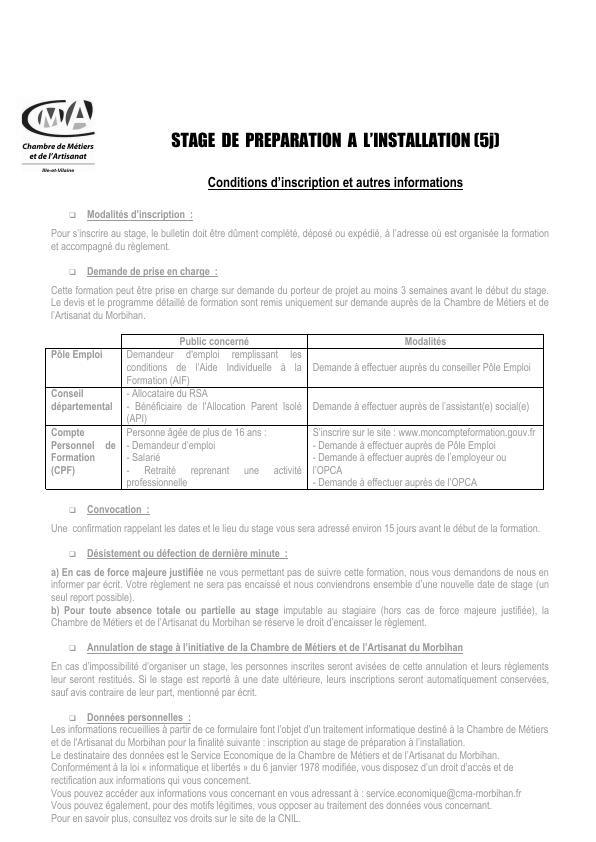 CMA
Chambre de Métiers
et de l'Artisanat
Ille-et-Vilaine
STAGE DE PREPARATION A L'INSTALLATION (5j)
Conditions d'inscription et autres informations
❑ Modalités d'inscription :
Pour s'inscrire au stage, le bulletin doit être dûment complété, déposé ou expédié, à l'adresse où est organisée la formation
et accompagné du règlement.
❑ Demande de prise en charge :
Cette formation peut être prise en charge sur demande du porteur de projet au moins 3 semaines avant le début du stage.
Le devis et le programme détaillé de formation sont remis uniquement sur demande auprès de la Chambre de Métiers et de
l'Artisanat du Morbihan.
Public concerné
Modalités
Pôle Emploi
Demandeur d'emploi remplissant les
conditions de l'Aide Individuelle à la
Formation (AIF)
Demande à effectuer auprès du conseiller Pôle Emploi
Conseil
départemental
- Allocataire du RSA
- Bénéficiaire de l'Allocation Parent Isolé
(API)
Demande à effectuer auprès de l'assistant(e) social(e)
Compte
Personnel de
Formation
(CPF)
Personne âgée de plus de 16 ans :
- Demandeur d'emploi
- Salarié
- Retraité reprenant une activité
professionnelle
S'inscrire sur le site : www.moncompteformation.gouv.fr
- Demande à effectuer auprès de Pôle Emploi
- Demande à effectuer auprès de l'employeur ou
l'OPCA
- Demande à effectuer auprès de l'OPCA
❑ Convocation :
Une confirmation rappelant les dates et le lieu du stage vous sera adressé environ 15 jours avant le début de la formation.
❑ Désistement ou défection de dernière minute :
a) En cas de force majeure justifiée ne vous permettant pas de suivre cette formation, nous vous demandons de nous en
informer par écrit. Votre règlement ne sera pas encaissé et nous conviendrons ensemble d'une nouvelle date de stage (un
seul report possible).
b) Pour toute absence totale ou partielle au stage imputable au stagiaire (hors cas de force majeure justifiée), la
Chambre de Métiers et de l'Artisanat du Morbihan se réserve le droit d'encaisser le règlement.
❑ Annulation de stage à l'initiative de la Chambre de Métiers et de l'Artisanat du Morbihan
En cas d'impossibilité d'organiser un stage, les personnes inscrites seront avisées de cette annulation et leurs règlements
leur seront restitués. Si le stage est reporté à une date ultérieure, leurs inscriptions seront automatiquement conservées,
sauf avis contraire de leur part, mentionné par écrit.
❑ Données personnelles :
Les informations recueillies à partir de ce formulaire font l'objet d'un traitement informatique destiné à la Chambre de Métiers
et de l'Artisanat du Morbihan pour la finalité suivante : inscription au stage de préparation à l'installation.
Le destinataire des données est le Service Economique de la Chambre de Métiers et de l'Artisanat du Morbihan.
Conformément à la loi « informatique et libertés » du 6 janvier 1978 modifiée, vous disposez d'un droit d'accès et de
rectification aux informations qui vous concernent.
Vous pouvez accéder aux informations vous concernant en vous adressant à : service.economique@cma-morbihan.fr
Vous pouvez également, pour des motifs légitimes, vous opposer au traitement des données vous concernant.
Pour en savoir plus, consultez vos droits sur le site de la CNIL.